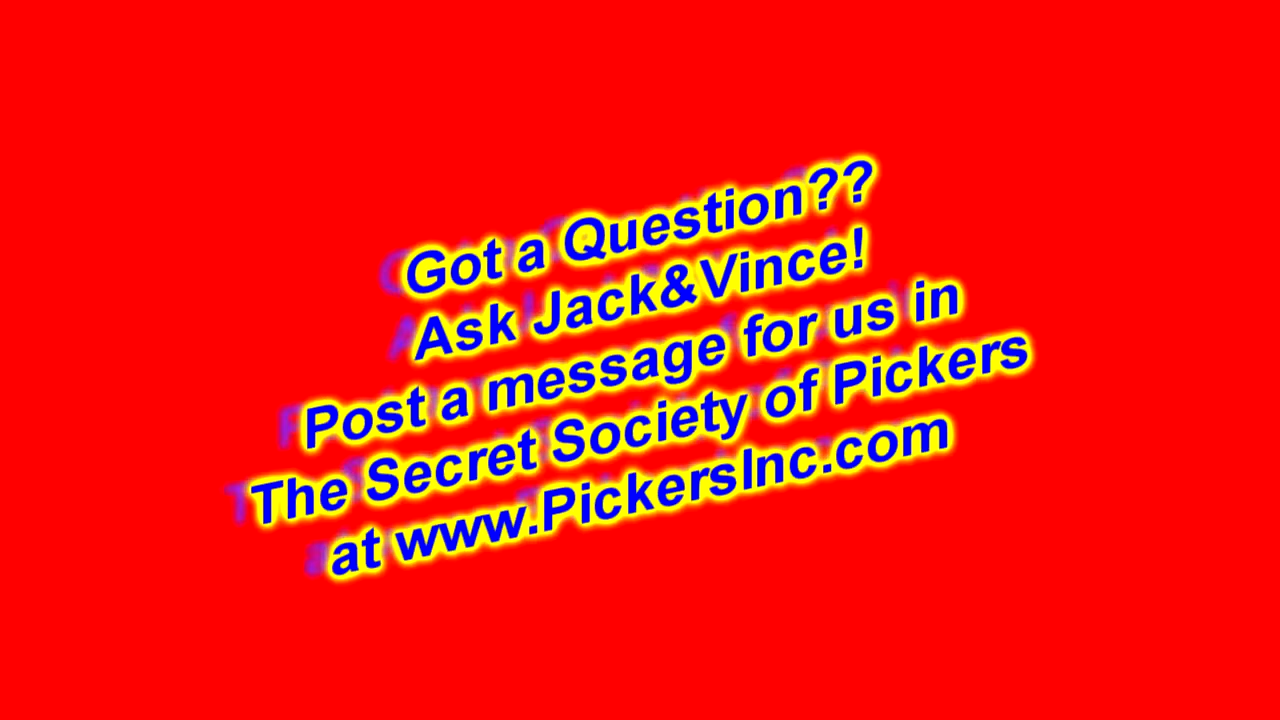 Got a Question??
Ask Jack&Vince!
Post a message for us in
The Secret Society of Pickers
at www.PickersInc.com